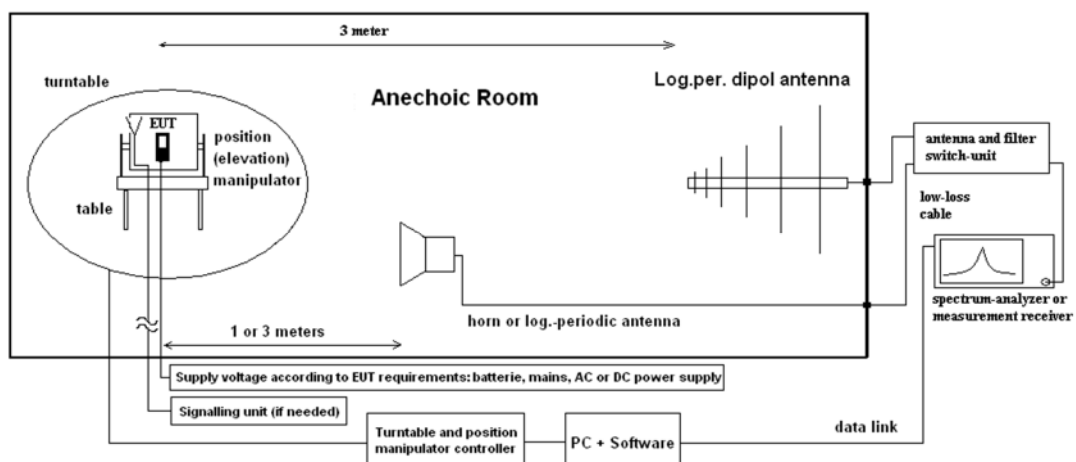 3 meter
turntable
Log.per. dipol antenna
Anechoic Room
EUT
position
(elevation)
manipulator
table
antenna and filter
switch-unit
low-loss
cable
spectrum-analyzer or
measurement receiver
horn or log.-periodic antenna
1 or 3 meters
Supply voltage according to EUT requirements: batterie, mains, AC or DC power supply
Signalling unit (if needed)
Turntable and position
manipulator controller
PC + Software
data link